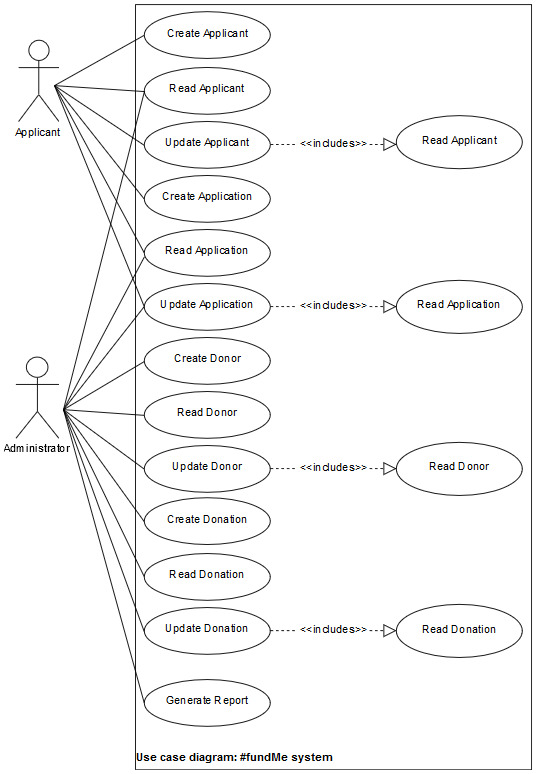 Create Applicant
Read Applicant
Applicant
Update Applicant
<<includes>>
Read Applicant
Create Application
Read Application
Update Application
<<includes>>
Read Application
Create Donor
Read Donor
Administrator
Update Donor
<<includes>>
Read Donor
Create Donation
Read Donation
Update Donation
<<includes>>
Read Donation
Generate Report
Use case diagram: #fundMe system